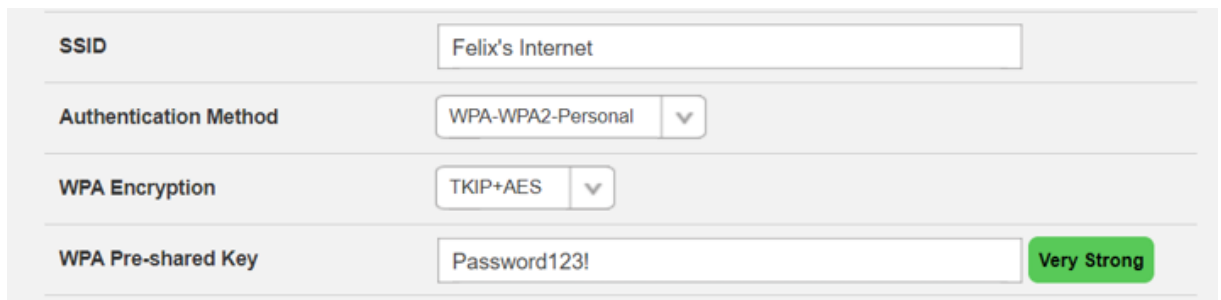 SSID Felix's Internet
Authentication Method WPA-WPA2-Personal
WPA Encryption TKIP+AES
WPA Pre-shared Key Password123! Very Strong